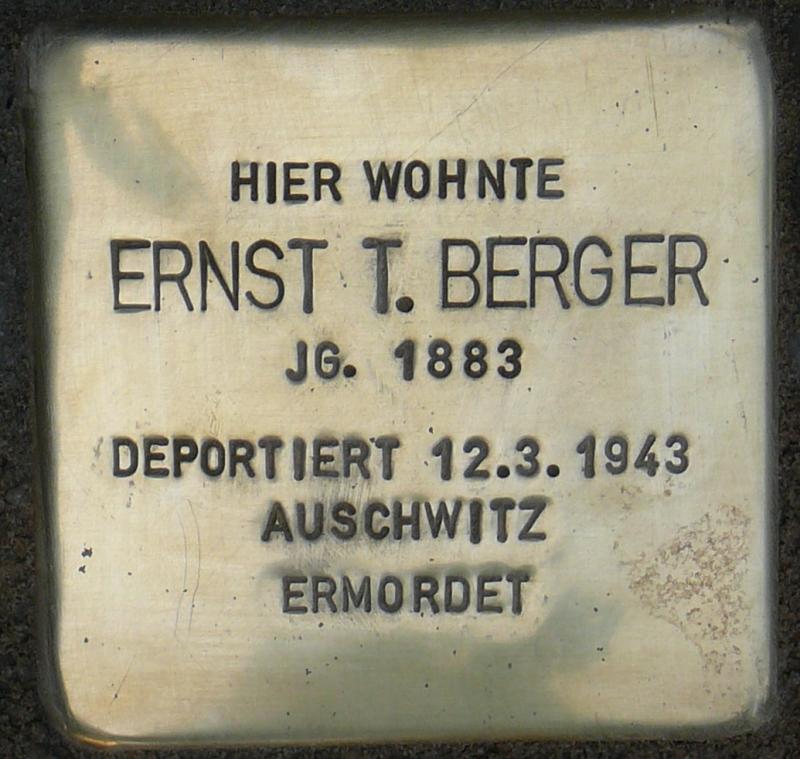 HIER WOHNTE
ERNST T. BERGER
JG. 1883
DEPORTIERT 12.3.1943
AUSCHWITZ
ERMORDET